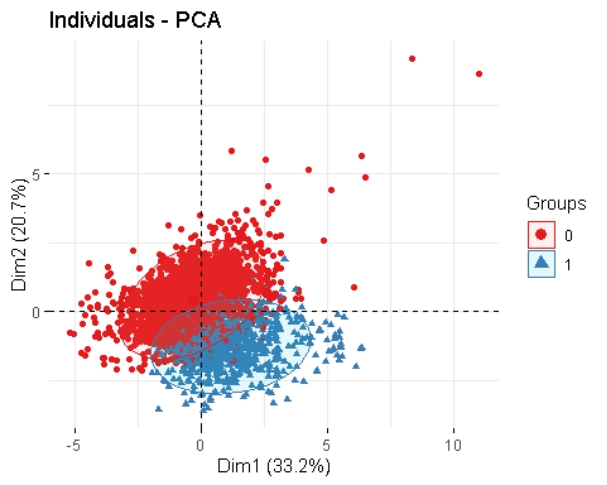 Individuals - PCA
Dim2 (20.7%)
5
0
-5
0
5
10
Dim1 (33.2%)
Groups
0
1